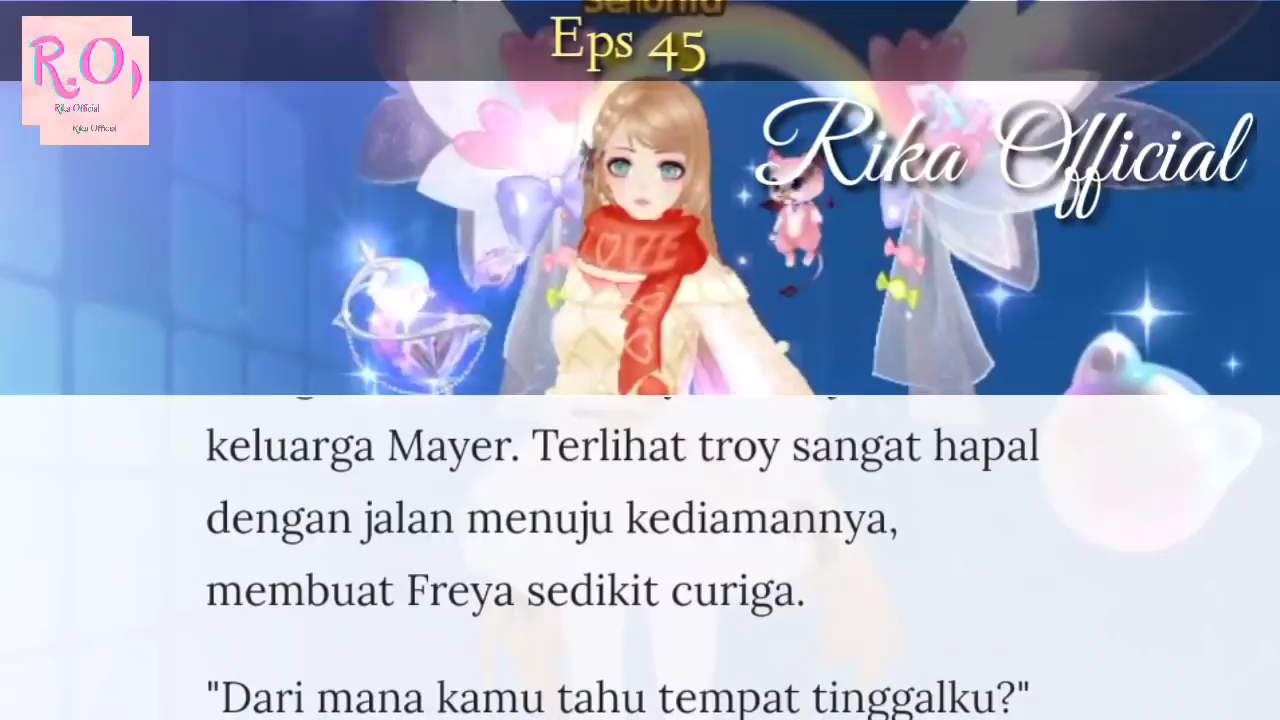 Eps 45
R.O
Rika Official
Rika Official
Rika Official
LOVE
keluarga Mayer. Terlihat troy sangat hapal
dengan jalan menuju kediamannya,
membuat Freya sedikit curiga.
"Dari mana kamu tahu tempat tinggalku?"